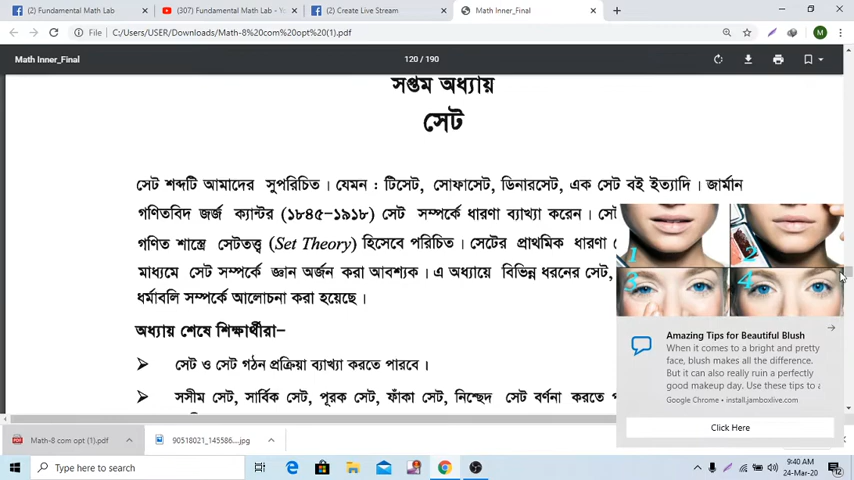 (2) Fundamental Math Lab
(307) Fundamental Math Lab - Yo
(2) Create Live Stream
Math Inner_Final
File
C:/Users/USER/Downloads/Math-8%20com%20opt%20(1).pdf
M
Math Inner_Final
120 / 190
সপ্তম অধ্যায়
সেট
সেট শব্দটি আমাদের সুপরিচিত। যেমন : টিসেট, সোফাসেট, ডিনারসেট, এক সেট বই ইত্যাদি। জার্মান
গণিতবিদ জর্জ ক্যান্টর (১৮৪৫–১৯১৮) সেট সম্পর্কে ধারণা ব্যাখ্যা করেন। সেট
গণিত শাস্ত্রে সেটতত্ত্ব (Set Theory) হিসেবে পরিচিত। সেটের প্রাথমিক ধারণা
মাধ্যমে সেট সম্পর্কে জ্ঞান অর্জন করা আবশ্যক। এ অধ্যায়ে বিভিন্ন ধরনের সেট,
ধর্মাবলি সম্পর্কে আলোচনা করা হয়েছে।
অধ্যায় শেষে শিক্ষার্থীরা–
সেট ও সেট গঠন প্রক্রিয়া ব্যাখ্যা করতে পারবে।
সসীম সেট, সার্বিক সেট, পূরক সেট, ফাঁকা সেট, নিশ্ছেদ সেট বর্ণনা করতে
1
2
3
4
Amazing Tips for Beautiful Blush
When it comes to a bright and pretty
face, blush makes all the difference.
But it can also really ruin a perfectly
good makeup day. Use these tips to a
Google Chrome • install.jamboxlive.com
Click Here
Math-8 com opt (1).pdf
90518021_145586....jpg
Type here to search
9:40 AM
24-Mar-20
12